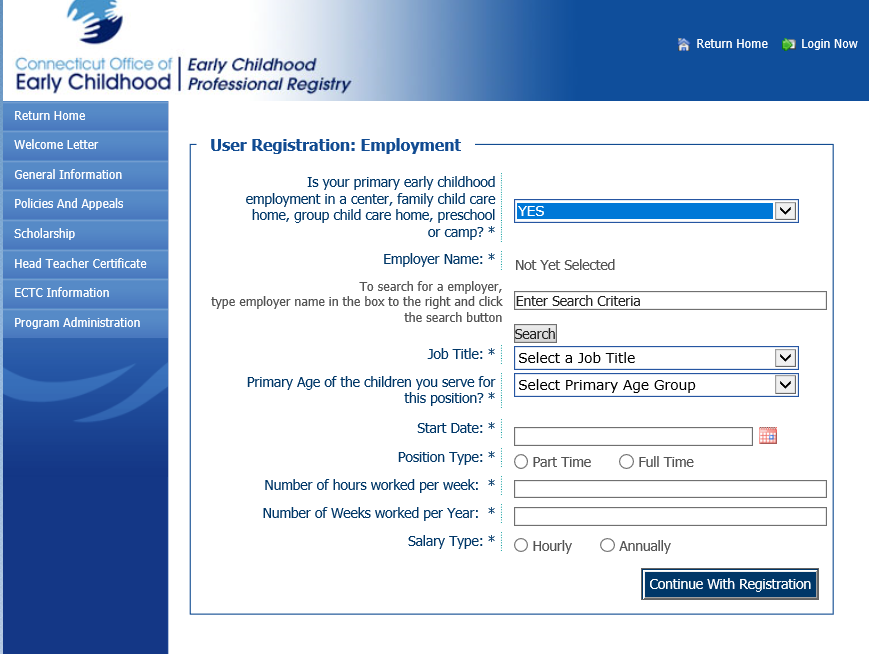 Connecticut Office of
Early Childhood
Early Childhood
Professional Registry
Return Home
Login Now
Return Home
Welcome Letter
General Information
Policies And Appeals
Scholarship
Head Teacher Certificate
ECTC Information
Program Administration
User Registration: Employment
Is your primary early childhood
employment in a center, family child care
home, group child care home, preschool
or camp? *
YES
Employer Name: *
Not Yet Selected
To search for a employer,
type employer name in the box to the right and click
the search button
Enter Search Criteria
Search
Job Title: *
Select a Job Title
Primary Age of the children you serve for
this position? *
Select Primary Age Group
Start Date: *
Position Type: *
Part Time
Full Time
Number of hours worked per week: *
Number of Weeks worked per Year: *
Salary Type: *
Hourly
Annually
Continue With Registration